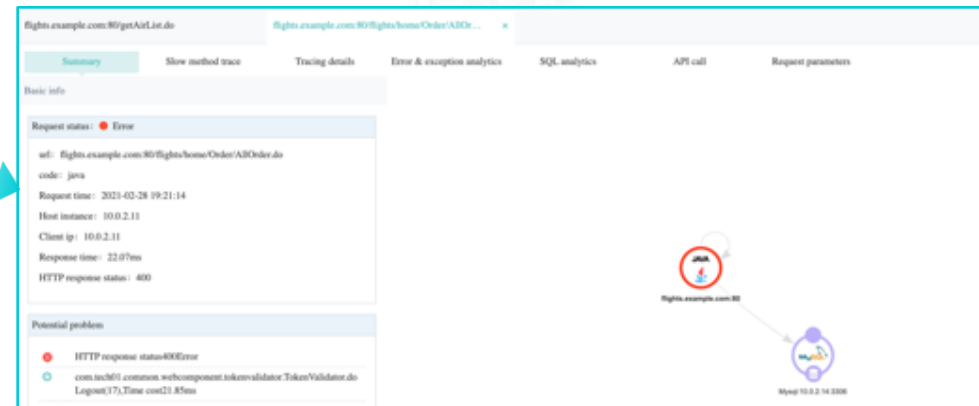 flights.example.com:80/getAirList.do
flights.example.com:80/flights/home/Order/AllOr... ×
Summary Slow method trace Tracing details Error & exception analytics SQL analytics API call Request parameters
Basic info
Request status: Error
url: flights.example.com:80/flights/home/Order/AllOrder.do
code: java
Request time: 2021-02-28 19:21:14
Host instance: 10.0.2.11
Client ip: 10.0.2.11
Response time: 22.07ms
HTTP response status: 400
JAVA
flights.example.com:80
Potential problem
HTTP response status400Error
com.tech01.common.webcomponent.tokenvalidator.TokenValidator.do
Logout(17),Time cost21.85ms
MySQL
Mysql 10.0.2.14:3306